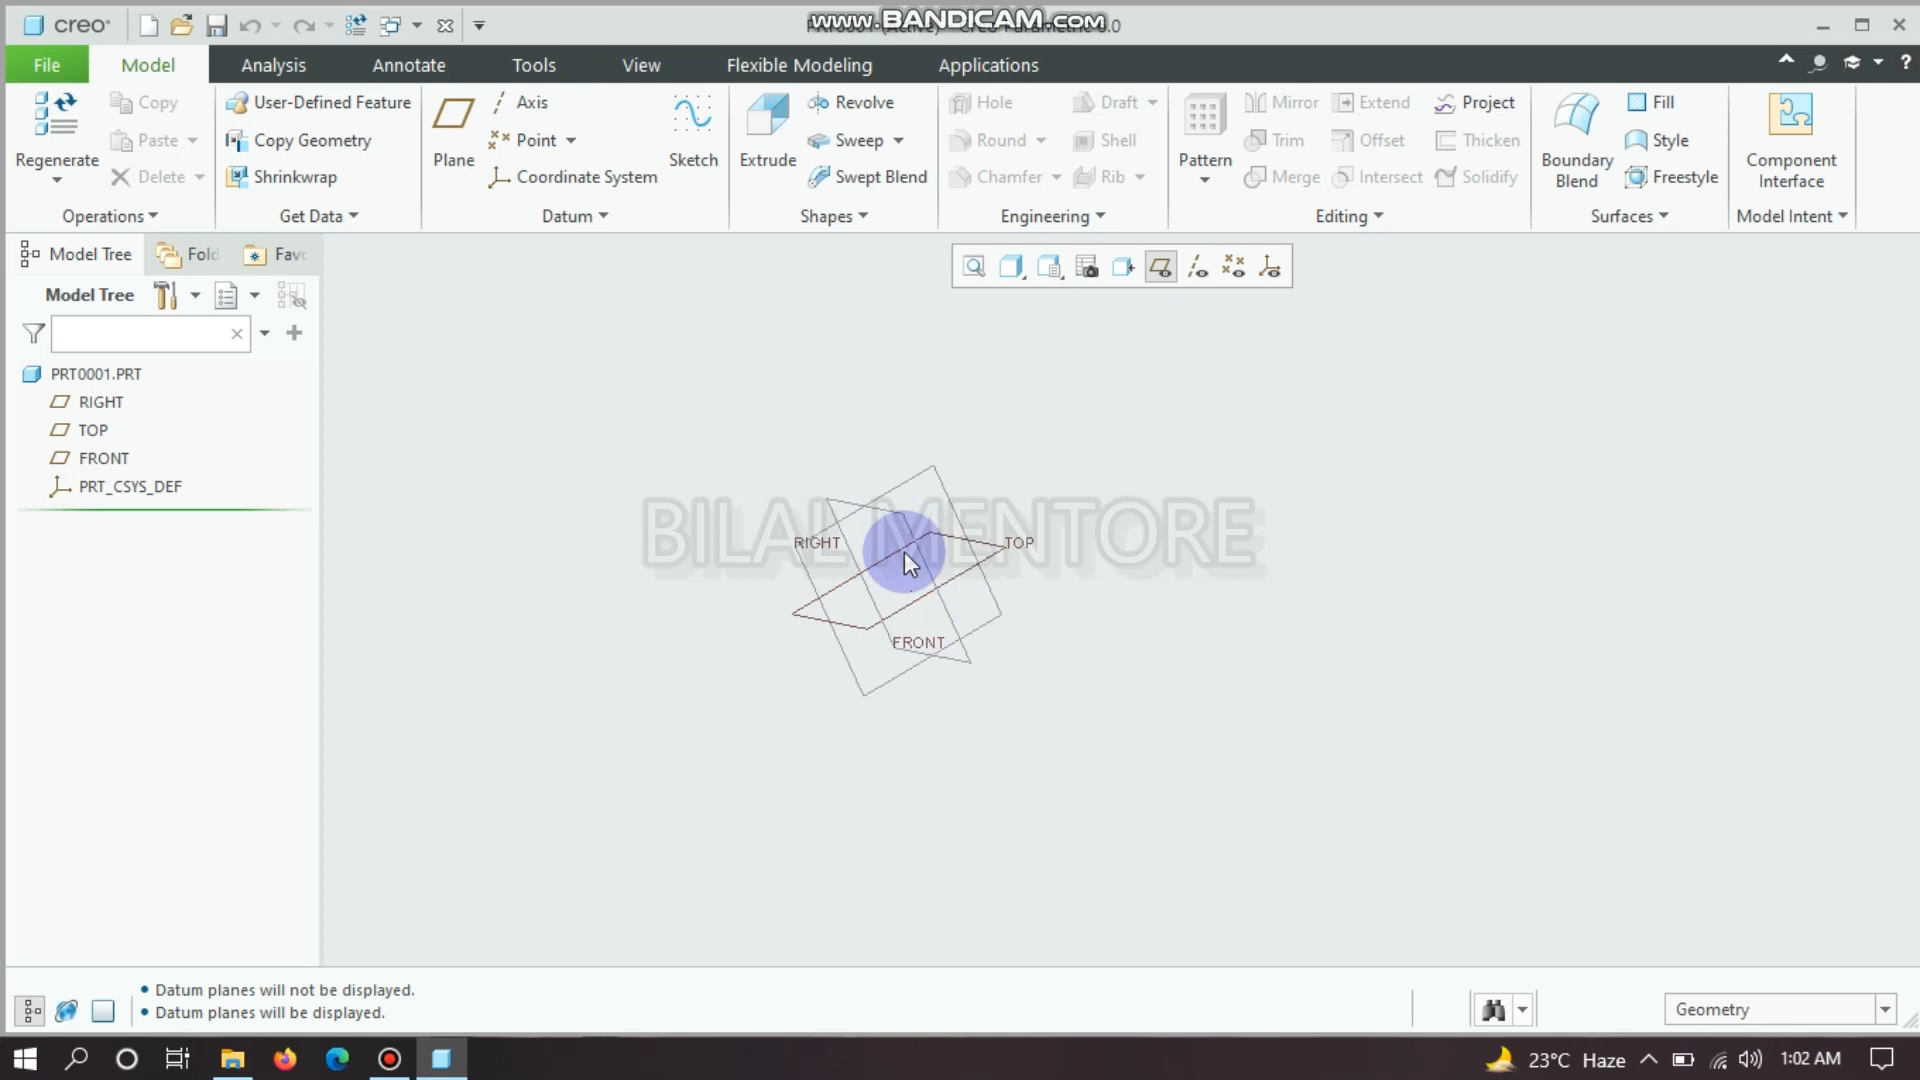 creo
www.BANDICAM.com
File Model Analysis Annotate Tools View Flexible Modeling Applications
Regenerate
Copy
Paste
Delete
Operations
User-Defined Feature
Copy Geometry
Shrinkwrap
Get Data
Plane
Axis
Point
Coordinate System
Sketch
Datum
Extrude
Revolve
Sweep
Swept Blend
Shapes
Hole
Draft
Round
Shell
Chamfer
Rib
Engineering
Pattern
Mirror
Extend
Project
Trim
Offset
Thicken
Merge
Intersect
Solidify
Editing
Boundary
Blend
Fill
Style
Freestyle
Surfaces
Component
Interface
Model Intent
Model Tree
Model Tree
PRT0001.PRT
RIGHT
TOP
FRONT
PRT_CSYS_DEF
BILAL MENTORE
RIGHT
TOP
FRONT
Datum planes will not be displayed.
Datum planes will be displayed.
Geometry
23°C Haze
1:02 AM